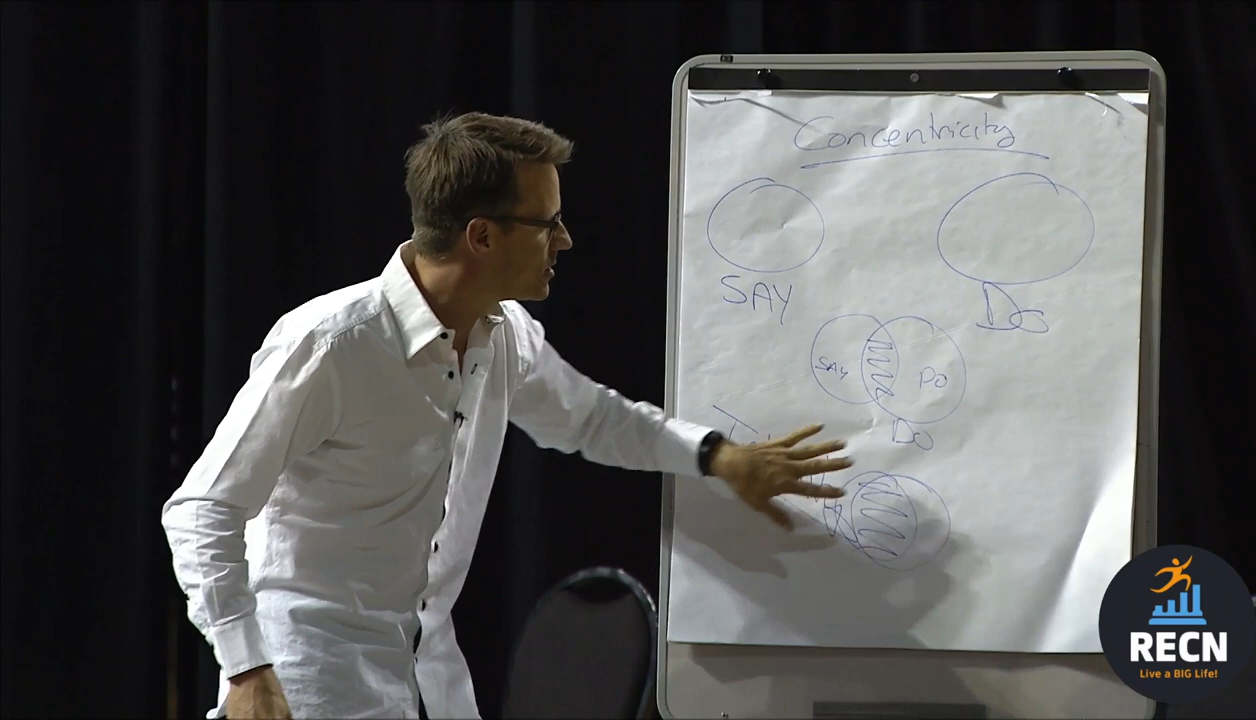 Concentricity
SAY
Do
SAY
Do
Do
RECN
Live a BIG Life!